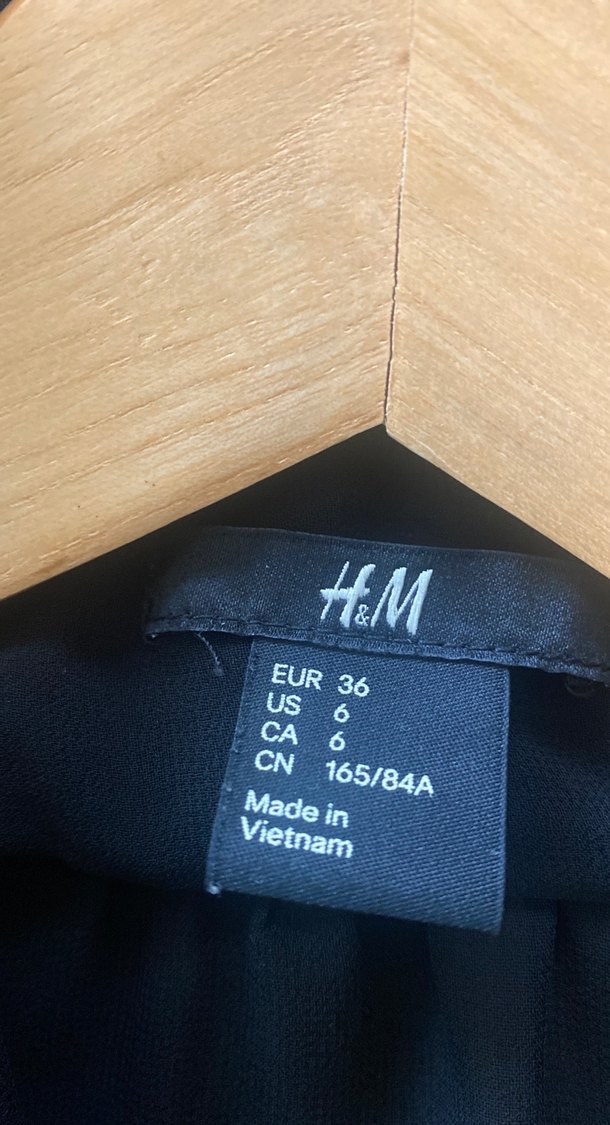 H&M
EUR 36
US 6
CA 6
CN 165/84A
Made in
Vietnam